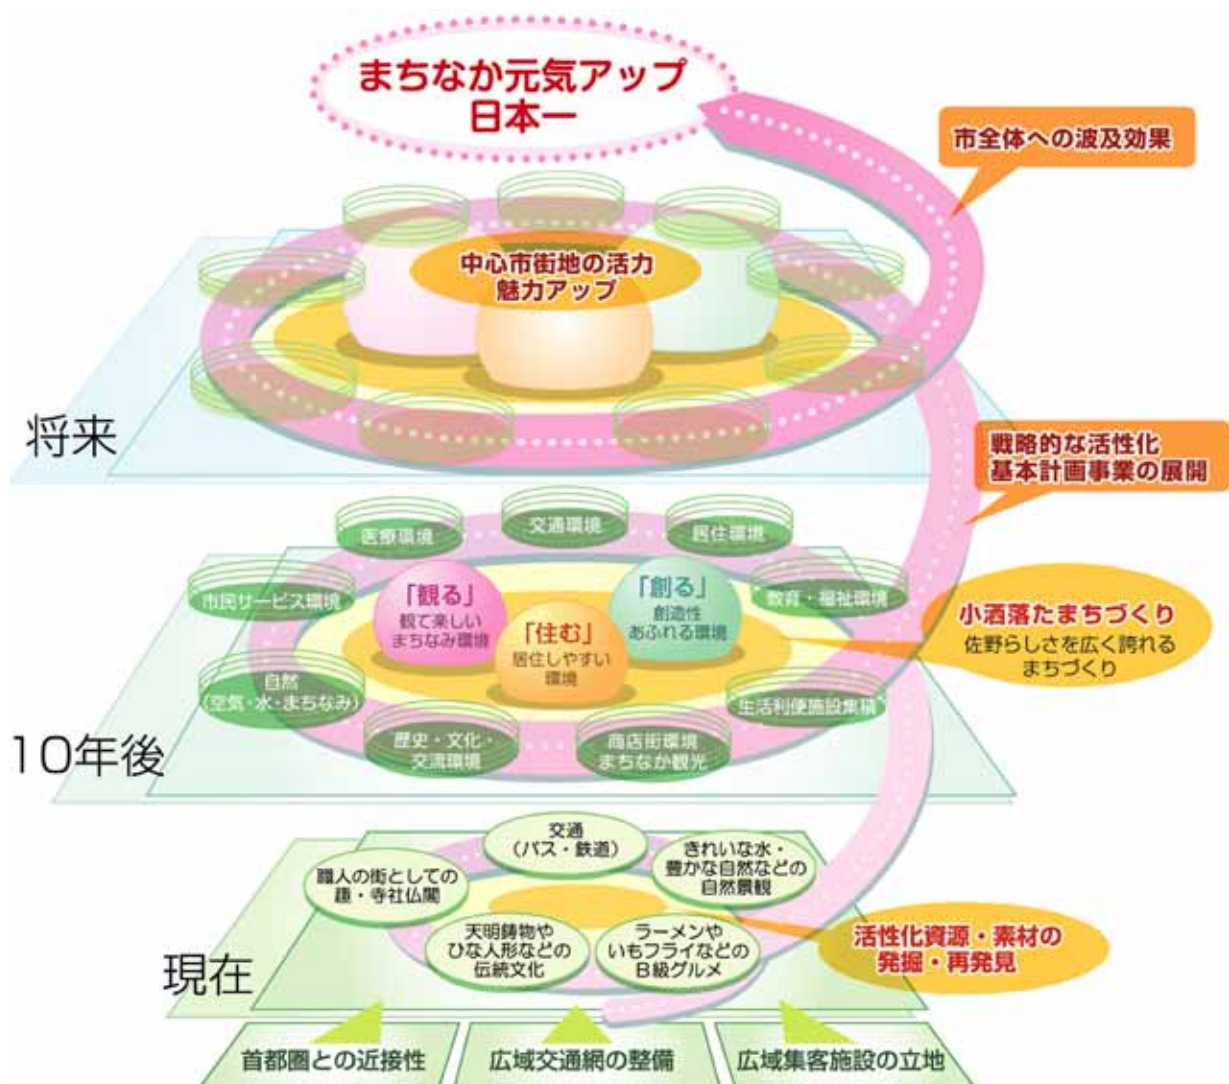 まちなか元気アップ
日本一
市全体への波及効果
中心市街地の活力
魅力アップ
将来
戦略的な活性化
基本計画事業の展開
医療環境
交通環境
居住環境
市民サービス環境
教育・福祉環境
「観る」
観て楽しい
まちなみ環境
「住む」
居住しやすい
環境
「創る」
創造性
あふれる環境
小洒落たまちづくり
佐野らしさを広く誇れる
まちづくり
自然
(空気・水・まちなみ)
生活利便施設集積
歴史・文化・
交流環境
商店街環境
まちなか観光
10年後
交通
(バス・鉄道)
職人の街としての
趣・寺社仏閣
きれいな水・
豊かな自然などの
自然景観
天明鋳物や
ひな人形などの
伝統文化
ラーメンや
いもフライなどの
B級グルメ
活性化資源・素材の
発掘・再発見
現在
首都圏との近接性
広域交通網の整備
広域集客施設の立地